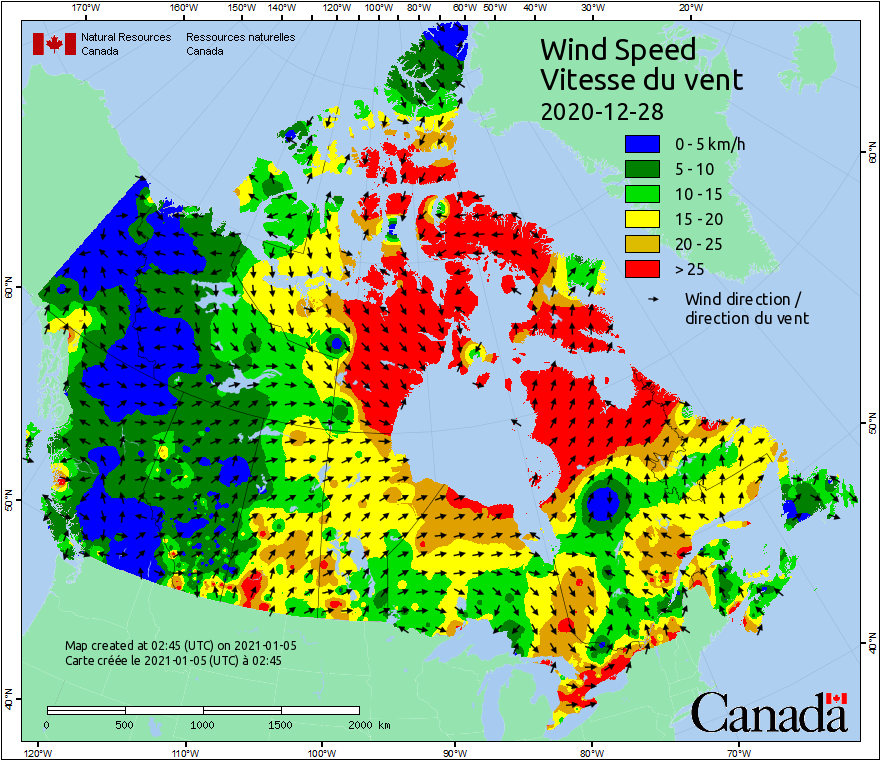 170°W 160°W 150°W 140°W 130°W 120°W 100°W 80°W 60°W 50°W 40°W 30°W 20°W
Natural Resources Ressources naturelles
Canada Canada
Wind Speed
Vitesse du vent
2020-12-28
0 - 5 km/h
5 - 10
10 - 15
15 - 20
20 - 25
> 25
Wind direction /
direction du vent
60°N
60°N
50°N
50°N
40°N
40°N
Map created at 02:45 (UTC) on 2021-01-05
Carte créée le 2021-01-05 (UTC) à 02:45
0 500 1000 1500 2000 km
Canada
120°W 110°W 100°W 90°W 80°W 70°W